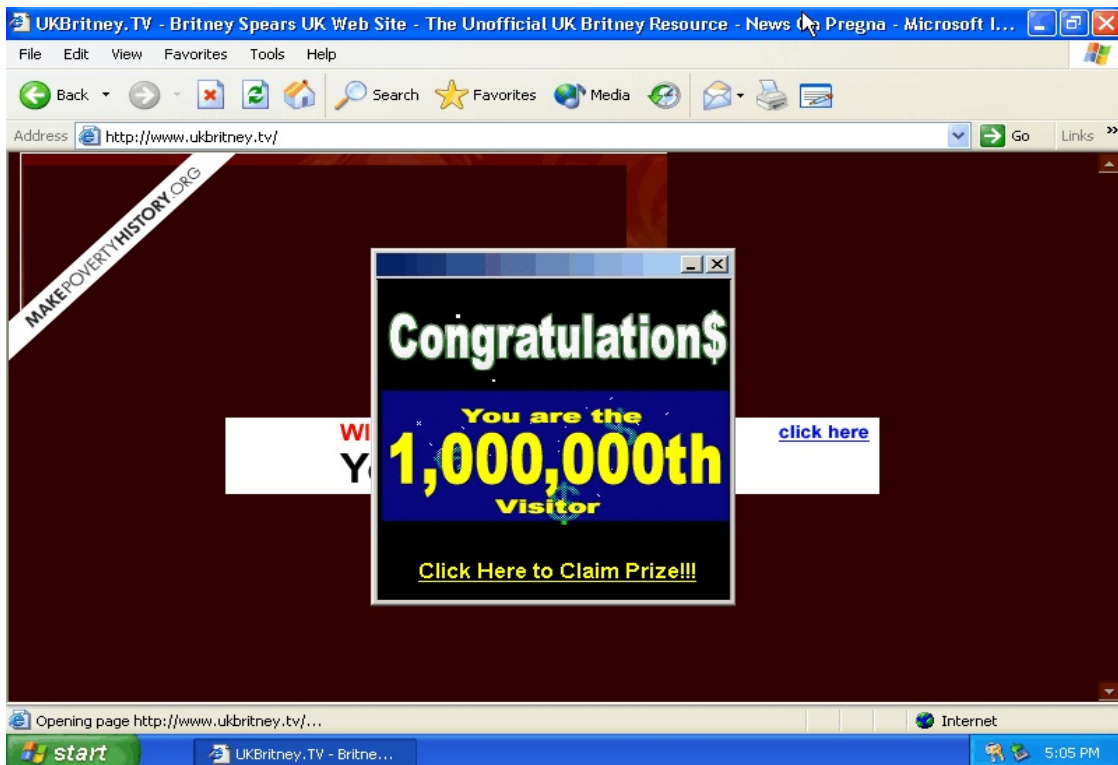 UKBritney.TV - Britney Spears UK Web Site - The Unofficial UK Britney Resource - News On Pregna - Microsoft I...
File Edit View Favorites Tools Help
Back Search Favorites Media
Address http://www.ukbritney.tv/ Go Links »
MAKEPOVERTYHISTORY.ORG
Congratulation$
You are the
click here
1,000,000th
Visitor
Click Here to Claim Prize!!!
Opening page http://www.ukbritney.tv/... Internet
start UKBritney.TV - Britne... 5:05 PM